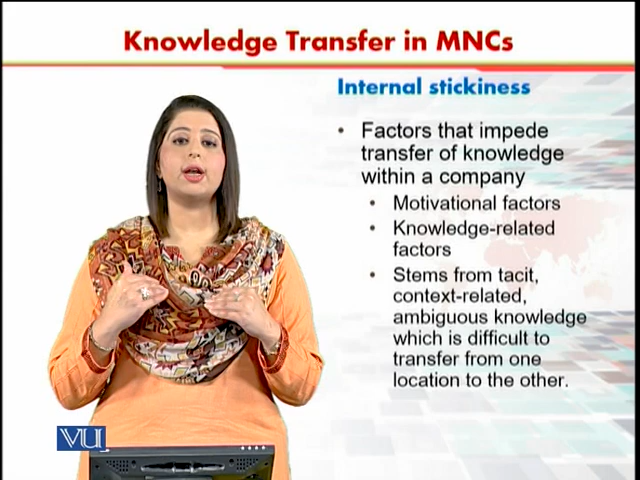 Knowledge Transfer in MNCs
Internal stickiness
• Factors that impede
transfer of knowledge
within a company
• Motivational factors
• Knowledge-related
factors
• Stems from tacit,
context-related,
ambiguous knowledge
which is difficult to
transfer from one
location to the other.
VU